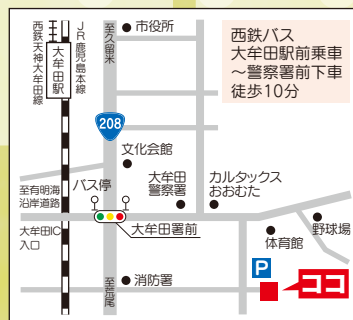 西鉄バス
大牟田駅前乗車
～警察署前下車
徒歩10分
市役所
至久留米
JR鹿児島本線
大牟田駅
西鉄天神大牟田線
208
文化会館
バス停
大牟田
警察署
カルタックス
おおむた
至有明海
沿岸道路
大牟田IC
入口
大牟田署前
体育館
野球場
消防署
至荒尾
P
ココ